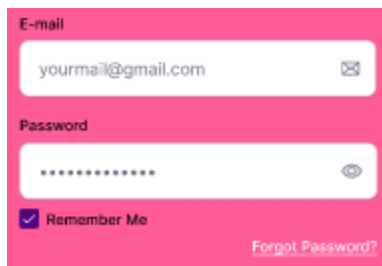 E-mail
yourmail@gmail.com
Password
•••••••••••••
Remember Me
Forgot Password?